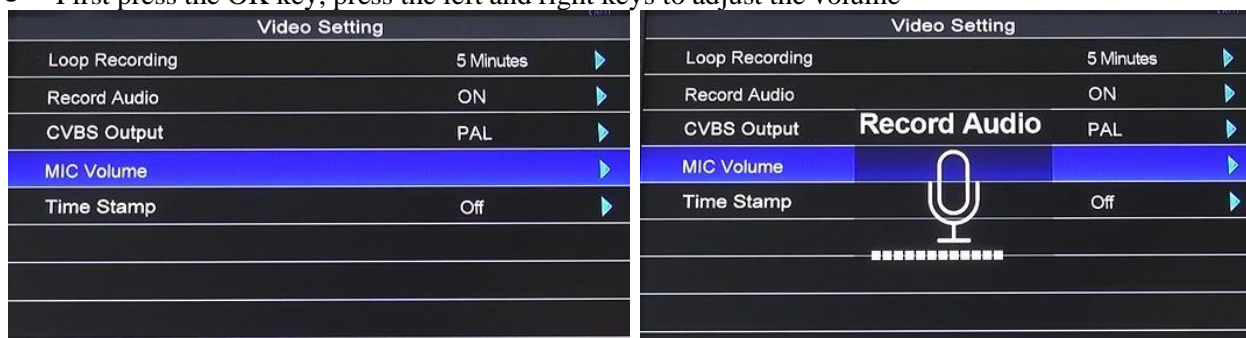 First press the OK key, press the left and right keys to adjust the volume
Video Setting
Loop Recording 5 Minutes
Record Audio ON
CVBS Output PAL
MIC Volume
Time Stamp Off
Video Setting
Loop Recording 5 Minutes
Record Audio ON
CVBS Output PAL
Record Audio
MIC Volume
Time Stamp Off